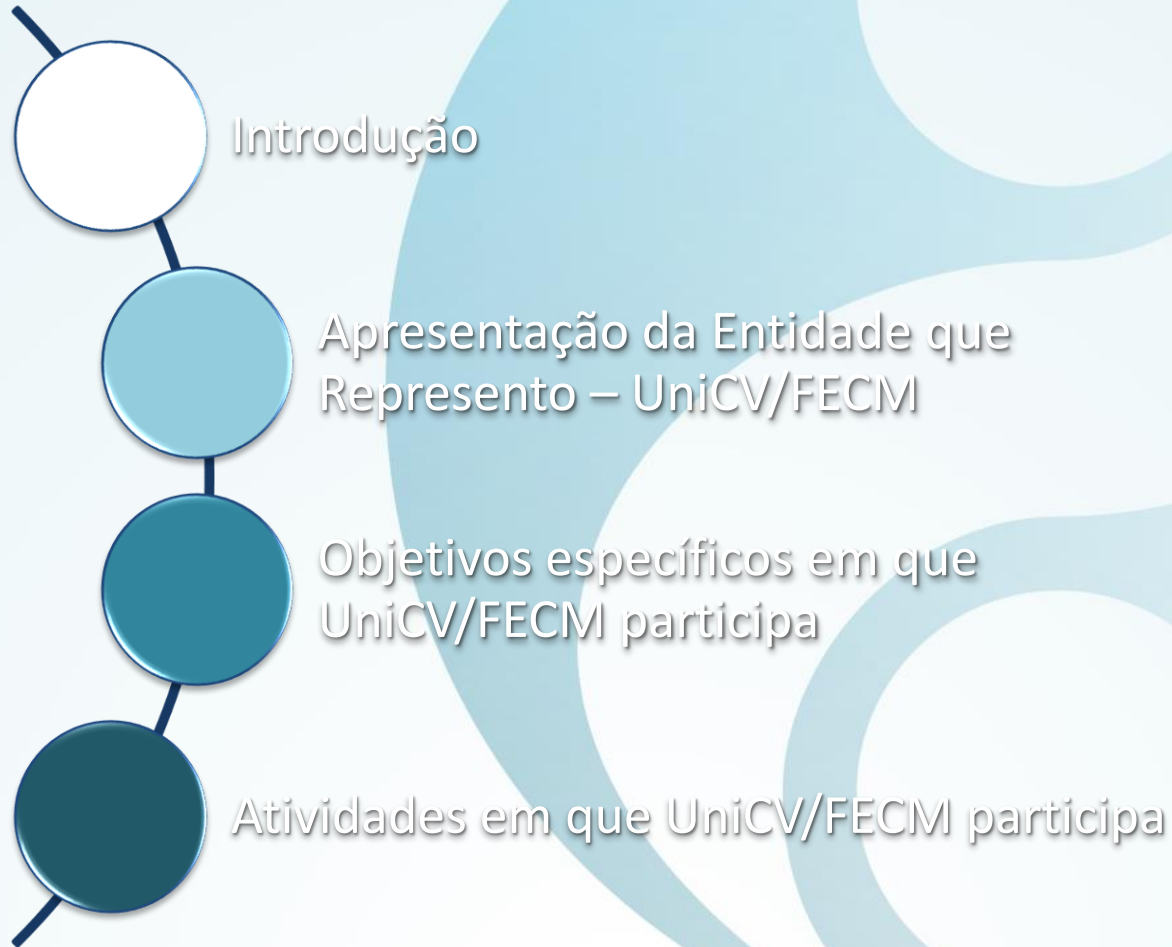 Introdução
Apresentação da Entidade que
Represento – UniCV/FECM
Objetivos específicos em que
UniCV/FECM participa
Atividades em que UniCV/FECM participa